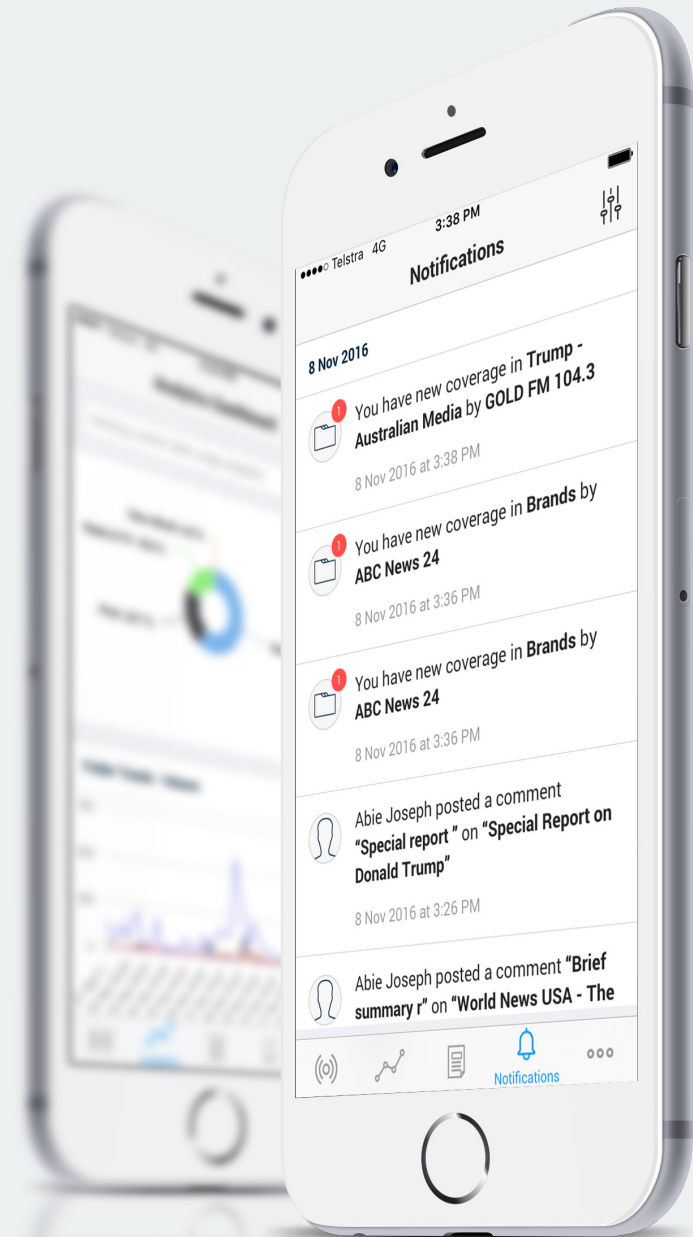 Telstra 4G 3:38 PM
Notifications
8 Nov 2016
1
You have new coverage in Trump -
Australian Media by GOLD FM 104.3
8 Nov 2016 at 3:38 PM
1
You have new coverage in Brands by
ABC News 24
8 Nov 2016 at 3:36 PM
1
You have new coverage in Brands by
ABC News 24
8 Nov 2016 at 3:36 PM
Abie Joseph posted a comment
“Special report ” on “Special Report on
Donald Trump”
8 Nov 2016 at 3:26 PM
Abie Joseph posted a comment “Brief
summary r” on “World News USA - The
Notifications